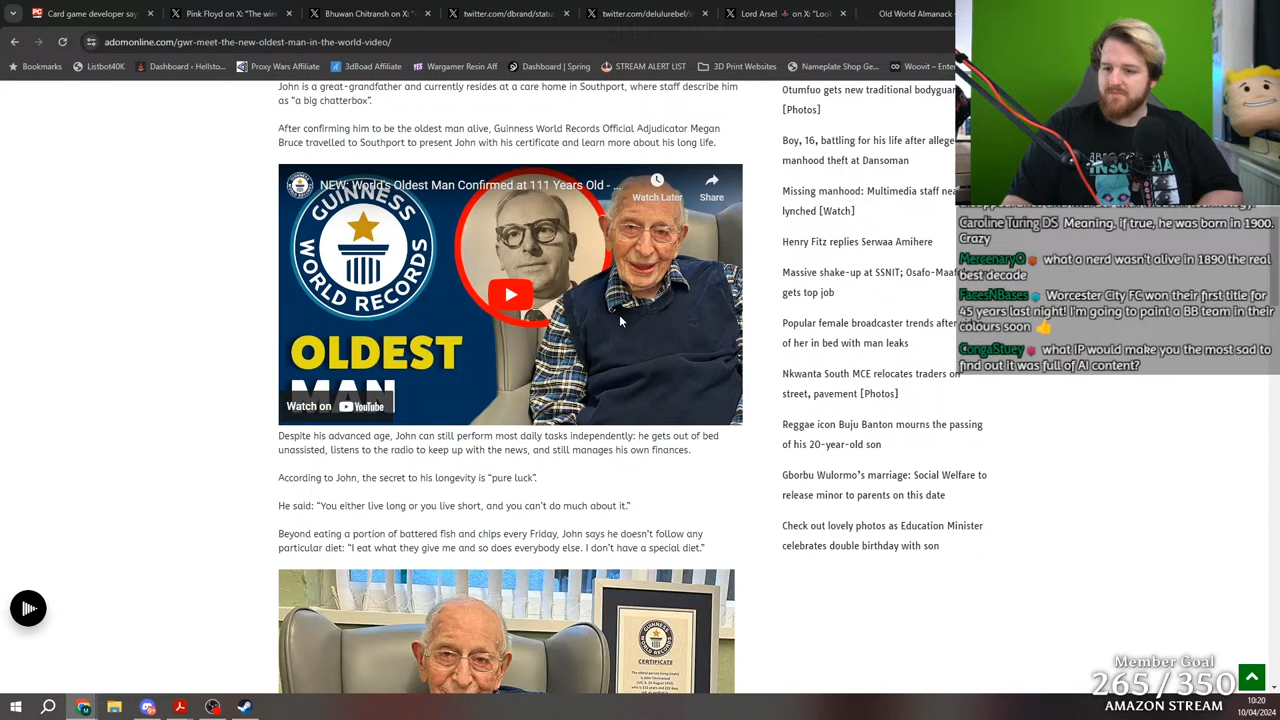 Card game developer say
Pink Floyd on X: "The win
Bhuwan Chitransh on X: "
twitter.com/dbrand/statu
twitter.com/delulurebel/s
Lord Arse! on X: "Look
Old World Almanack -
adomonline.com/gwr-meet-the-new-oldest-man-in-the-world-video/
Bookmarks
Listbot40K
Dashboard ‹ Hellsto...
Proxy Wars Affiliate
3dBoad Affiliate
Wargamer Resin Aff
Dashboard | Spring
STREAM ALERT LIST
3D Print Websites
Nameplate Shop Ge...
Woovit – Earning C
John is a great-grandfather and currently resides at a care home in Southport, where staff describe him
as “a big chatterbox”.
After confirming him to be the oldest man alive, Guinness World Records Official Adjudicator Megan
Bruce travelled to Southport to present John with his certificate and learn more about his long life.
NEW: World's Oldest Man Confirmed at 111 Years Old - ...
Watch Later
Share
GUINNESS
WORLD RECORDS
OLDEST
MAN
Watch on YouTube
Despite his advanced age, John can still perform most daily tasks independently: he gets out of bed
unassisted, listens to the radio to keep up with the news, and still manages his own finances.
According to John, the secret to his longevity is “pure luck”.
He said: “You either live long or you live short, and you can’t do much about it.”
Beyond eating a portion of battered fish and chips every Friday, John says he doesn’t follow any
particular diet: “I eat what they give me and so does everybody else. I don’t have a special diet.”
CERTIFICATE
Otumfuo gets new traditional bodyguar
[Photos]
Boy, 16, battling for his life after allege
manhood theft at Dansoman
Missing manhood: Multimedia staff nea
lynched [Watch]
Henry Fitz replies Serwaa Amihere
Massive shake-up at SSNIT; Osafo-Maaf
gets top job
Popular female broadcaster trends after
of her in bed with man leaks
Nkwanta South MCE relocates traders on
street, pavement [Photos]
Reggae icon Buju Banton mourns the passing
of his 20-year-old son
Gborbu Wulormo’s marriage: Social Welfare to
release minor to parents on this date
Check out lovely photos as Education Minister
celebrates double birthday with son
Caroline Turing DS Meaning, if true, he was born in 1900.
Crazy
MercenaryQ what a nerd wasn't alive in 1890 the real
best decade
FacesNBases Worcester City FC won their first title for
45 years last night! I'm going to paint a BB team in their
colours soon 👍
CongaStuey what IP would make you the most sad to
find out it was full of AI content?
Member Goal
265 / 350
AMAZON STREAM
10:20
10/04/2024